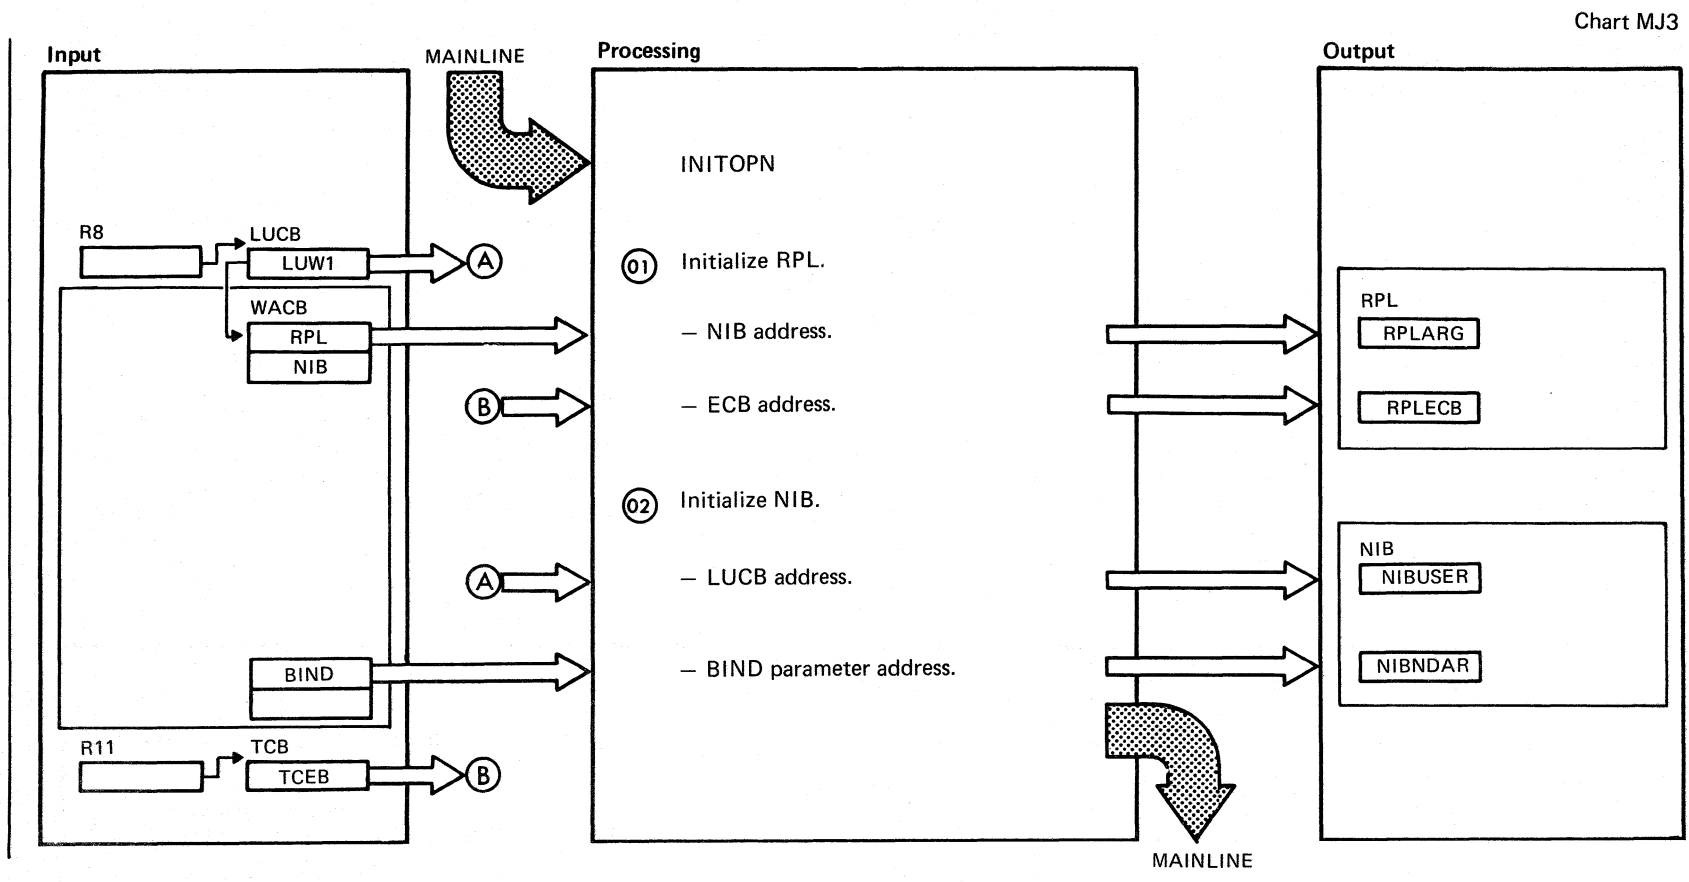 Chart MJ3
Input
MAINLINE
Processing
Output
INITOPN
R8
LUCB
LUW1
A
01 Initialize RPL.
WACB
RPL
NIB
– NIB address.
RPL
RPLARG
B
– ECB address.
RPLECB
02 Initialize NIB.
A
– LUCB address.
NIB
NIBUSER
BIND
– BIND parameter address.
NIBNDAR
R11
TCB
TCEB
B
MAINLINE